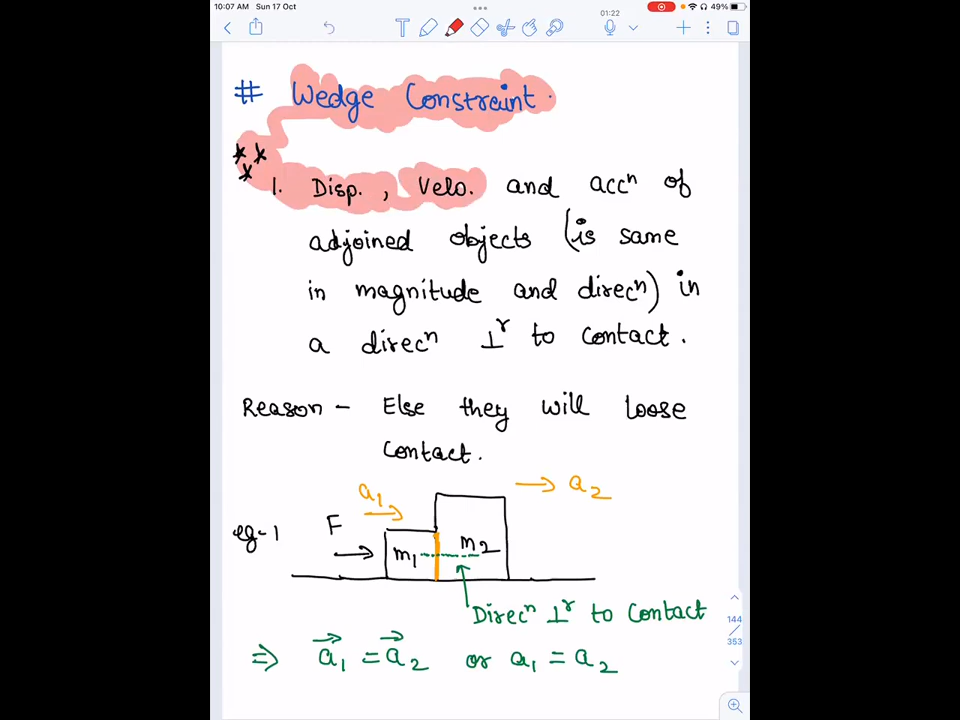 10:07 AM Sun 17 Oct
49%
01:22
# Wedge Constraint.
1. Disp., Velo. and accⁿ of
adjoined objects (is same
in magnitude and direcⁿ) in
a direcⁿ ⊥ʳ to contact.
Reason - Else they will loose
contact.
eg-1
F
a₁
a₂
m₁
m₂
Direcⁿ ⊥ʳ to Contact
⇒ a⃗₁ = a⃗₂ or a₁ = a₂
144
/
353